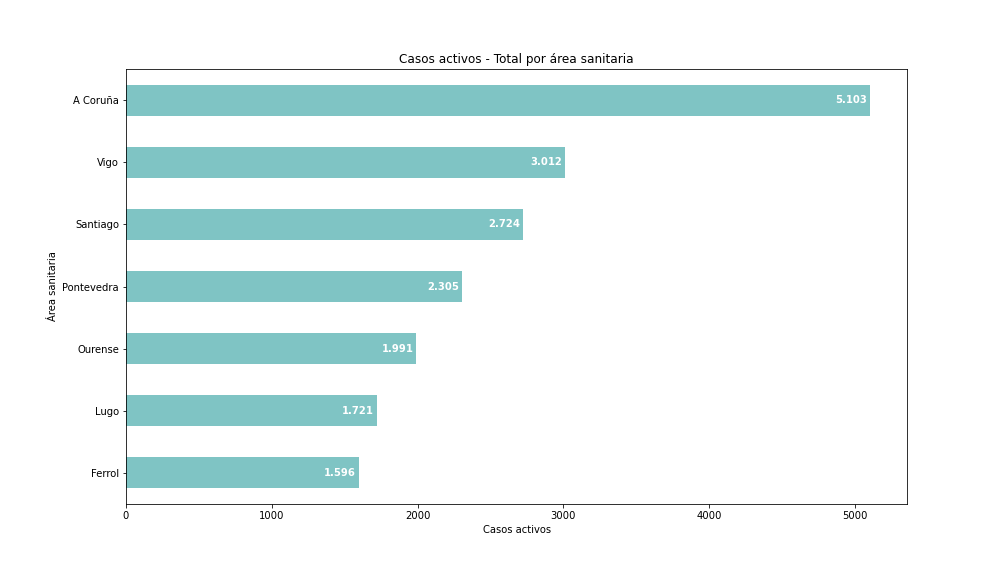 Casos activos - Total por área sanitaria
A Coruña
5.103
Vigo
3.012
Santiago
2.724
Pontevedra
2.305
Ourense
1.991
Lugo
1.721
Ferrol
1.596
Área sanitaria
0 1000 2000 3000 4000 5000
Casos activos